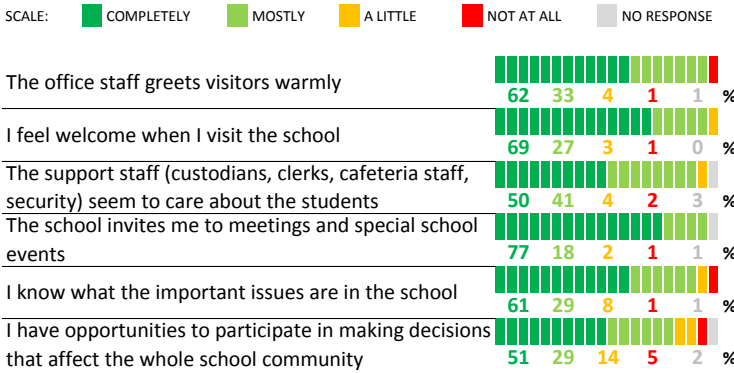 SCALE: COMPLETELY MOSTLY A LITTLE NOT AT ALL NO RESPONSE
The office staff greets visitors warmly
62 33 4 1 1 %
I feel welcome when I visit the school
69 27 3 1 0 %
The support staff (custodians, clerks, cafeteria staff,
security) seem to care about the students
50 41 4 2 3 %
The school invites me to meetings and special school
events
77 18 2 1 1 %
I know what the important issues are in the school
61 29 8 1 1 %
I have opportunities to participate in making decisions
that affect the whole school community
51 29 14 5 2 %